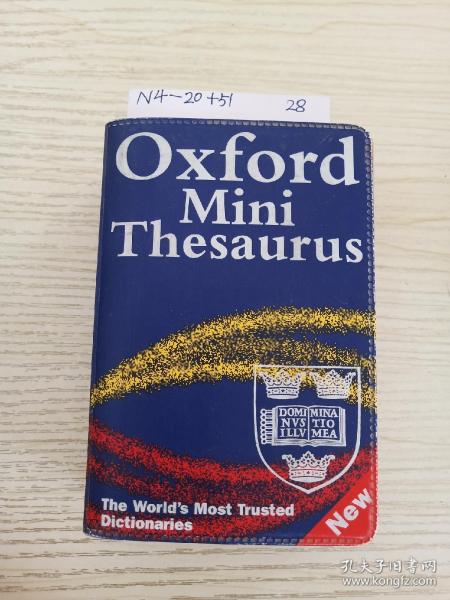 N4-20+51 28
Oxford
Mini
Thesaurus
DOMI MINA
NVS TIO
ILLV MEA
The World's Most Trusted
Dictionaries
New
孔夫子旧书网
www.kongfz.com